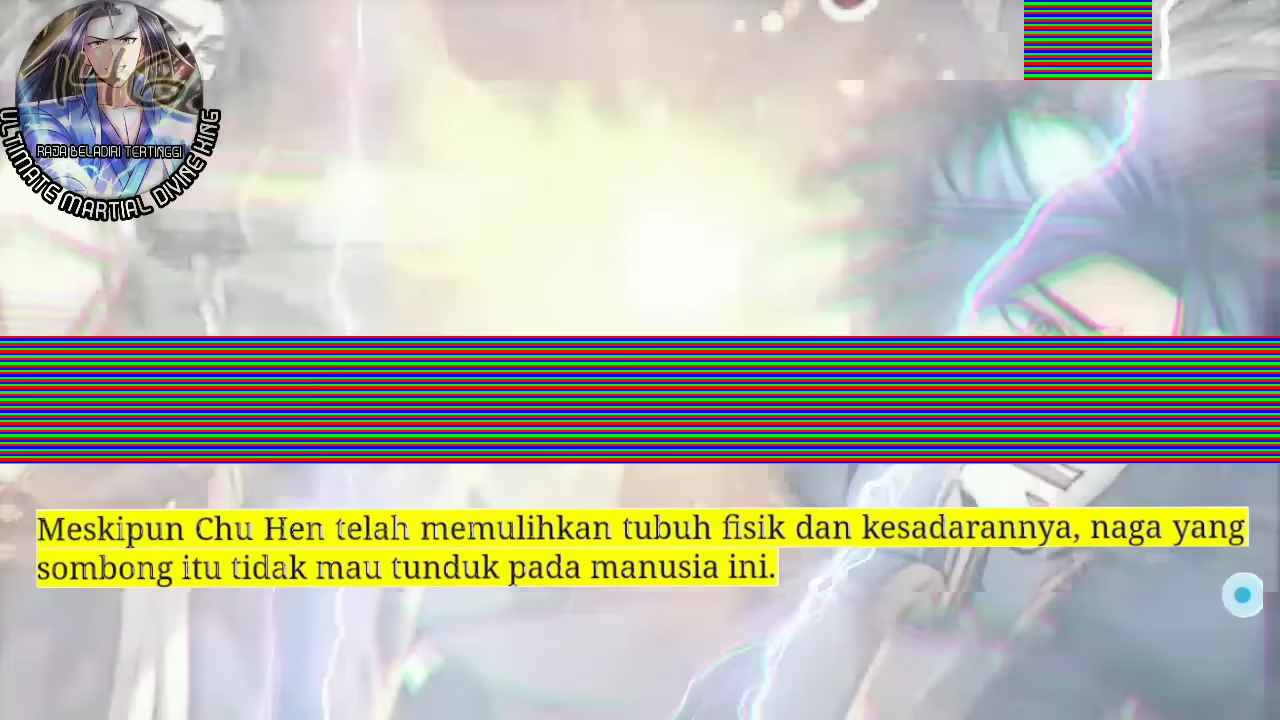 RAJA BELADIRI TERTINGGI
ULTIMATE MARTIAL DIVINE KING
Meskipun Chu Hen telah memulihkan tubuh fisik dan kesadarannya, naga yang
sombong itu tidak mau tunduk pada manusia ini.